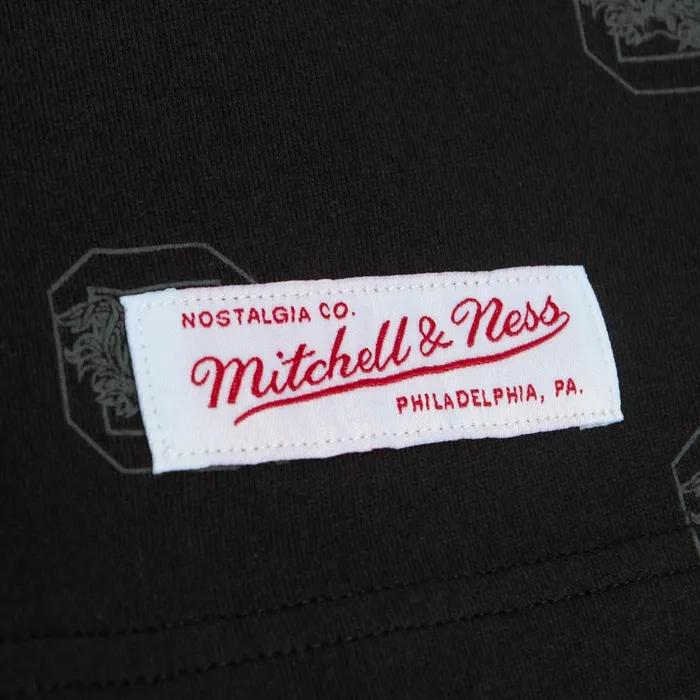 NOSTALGIA CO.
Mitchell & Ness
PHILADELPHIA, PA.